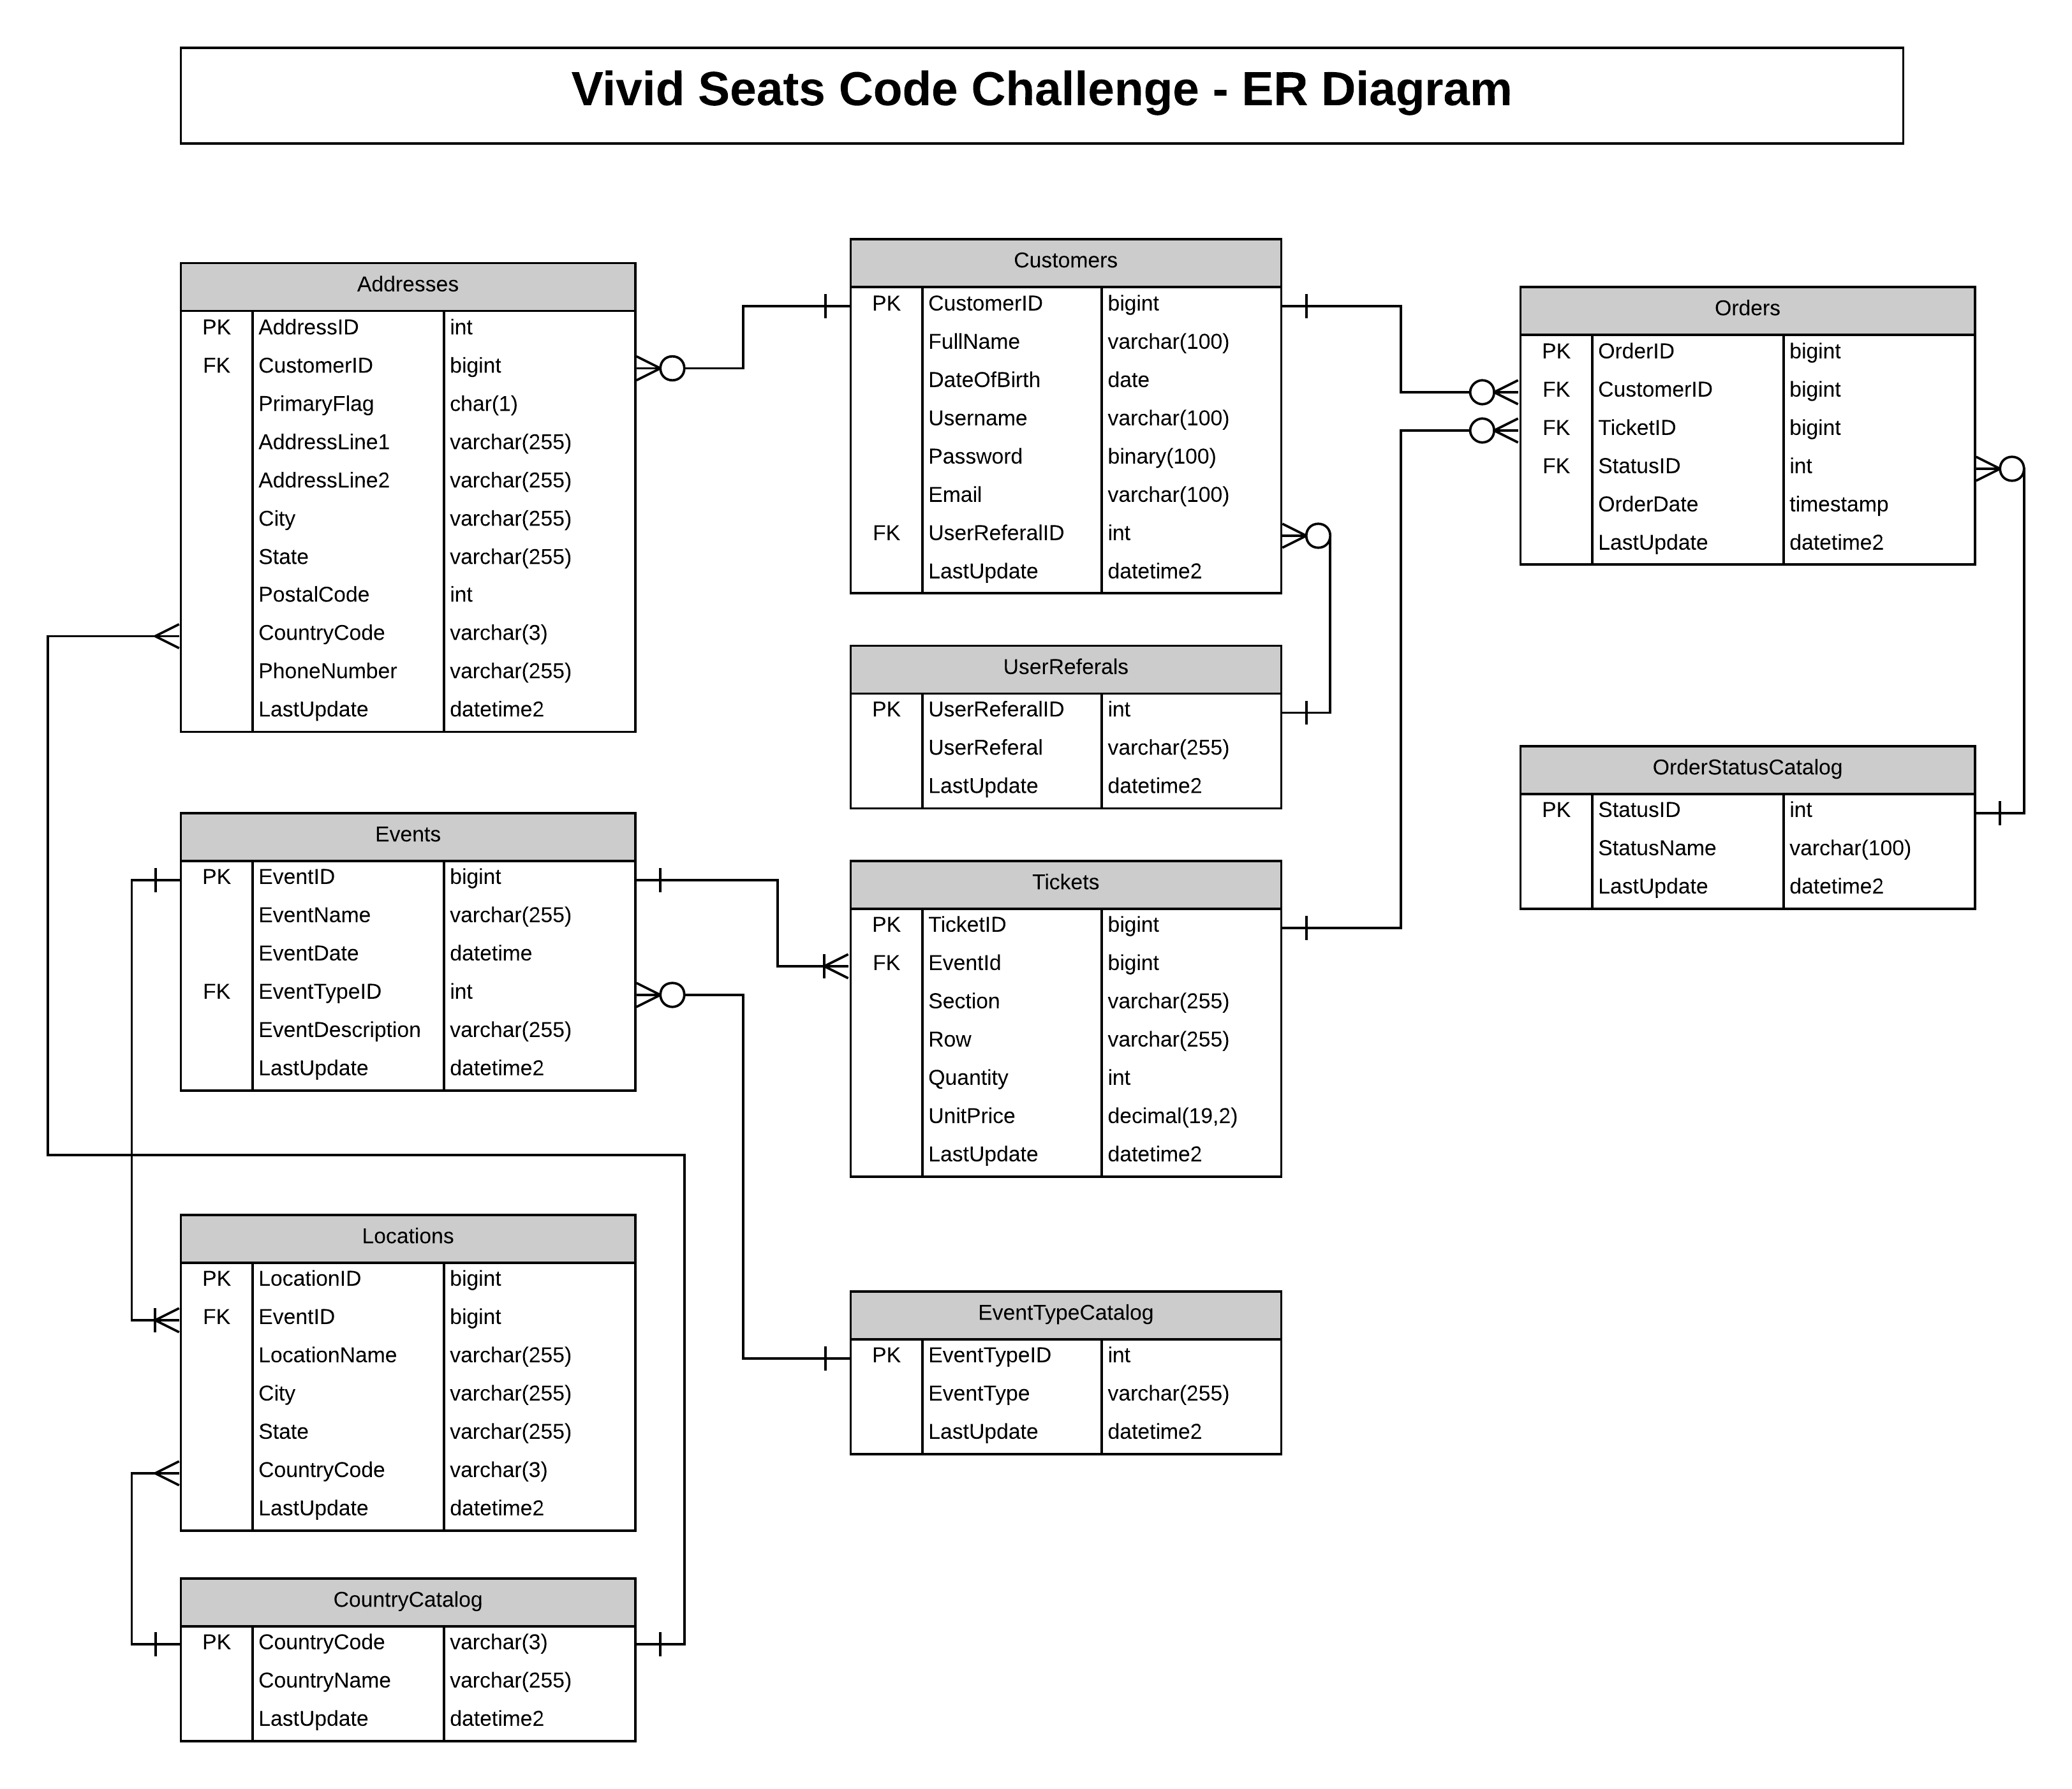 Vivid Seats Code Challenge - ER Diagram
Addresses
PK AddressID int
FK CustomerID bigint
PrimaryFlag char(1)
AddressLine1 varchar(255)
AddressLine2 varchar(255)
City varchar(255)
State varchar(255)
PostalCode int
CountryCode varchar(3)
PhoneNumber varchar(255)
LastUpdate datetime2
Customers
PK CustomerID bigint
FullName varchar(100)
DateOfBirth date
Username varchar(100)
Password binary(100)
Email varchar(100)
FK UserReferalID int
LastUpdate datetime2
Orders
PK OrderID bigint
FK CustomerID bigint
FK TicketID bigint
FK StatusID int
OrderDate timestamp
LastUpdate datetime2
UserReferals
PK UserReferalID int
UserReferal varchar(255)
LastUpdate datetime2
OrderStatusCatalog
PK StatusID int
StatusName varchar(100)
LastUpdate datetime2
Events
PK EventID bigint
EventName varchar(255)
EventDate datetime
FK EventTypeID int
EventDescription varchar(255)
LastUpdate datetime2
Tickets
PK TicketID bigint
FK EventId bigint
Section varchar(255)
Row varchar(255)
Quantity int
UnitPrice decimal(19,2)
LastUpdate datetime2
Locations
PK LocationID bigint
FK EventID bigint
LocationName varchar(255)
City varchar(255)
State varchar(255)
CountryCode varchar(3)
LastUpdate datetime2
EventTypeCatalog
PK EventTypeID int
EventType varchar(255)
LastUpdate datetime2
CountryCatalog
PK CountryCode varchar(3)
CountryName varchar(255)
LastUpdate datetime2